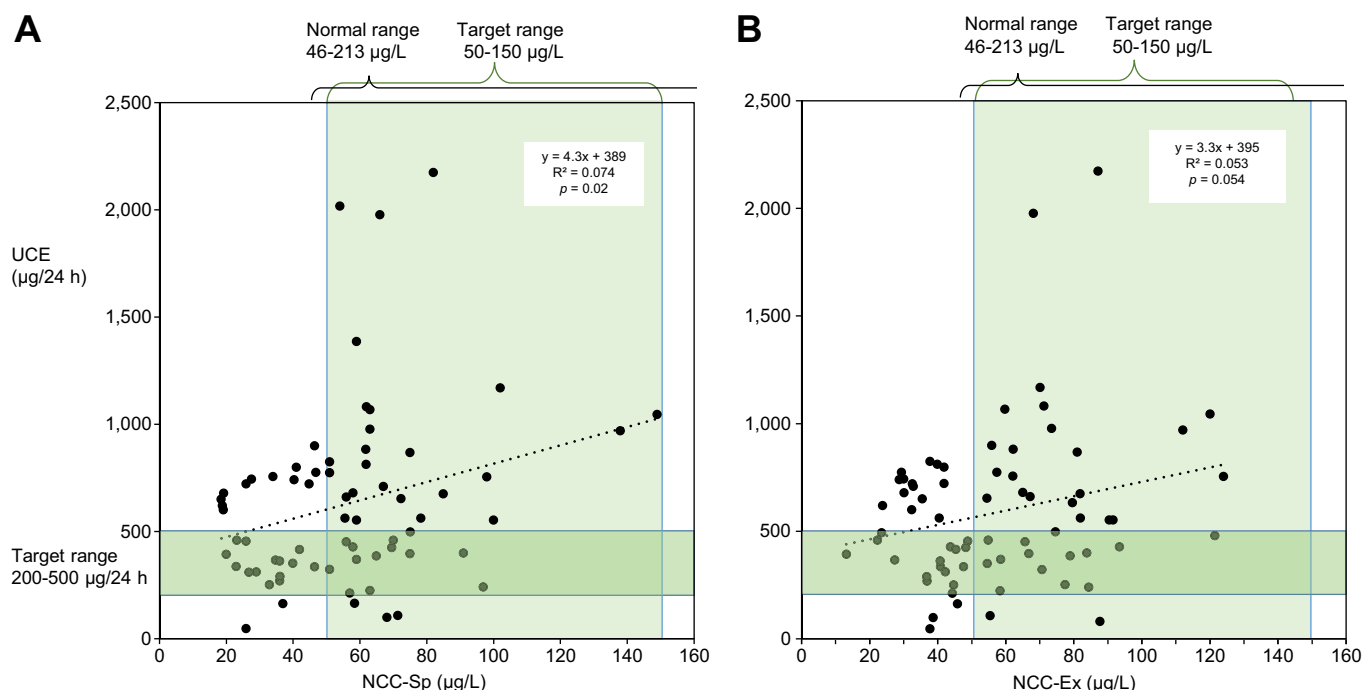 A
Normal range
46-213 µg/L
Target range
50-150 µg/L
2,500
2,000
1,500
1,000
500
0
UCE
(µg/24 h)
Target range
200-500 µg/24 h
y = 4.3x + 389
R² = 0.074
p = 0.02
0 20 40 60 80 100 120 140 160
NCC-Sp (µg/L)
B
Normal range
46-213 µg/L
Target range
50-150 µg/L
2,500
2,000
1,500
1,000
500
0
y = 3.3x + 395
R² = 0.053
p = 0.054
0 20 40 60 80 100 120 140 160
NCC-Ex (µg/L)